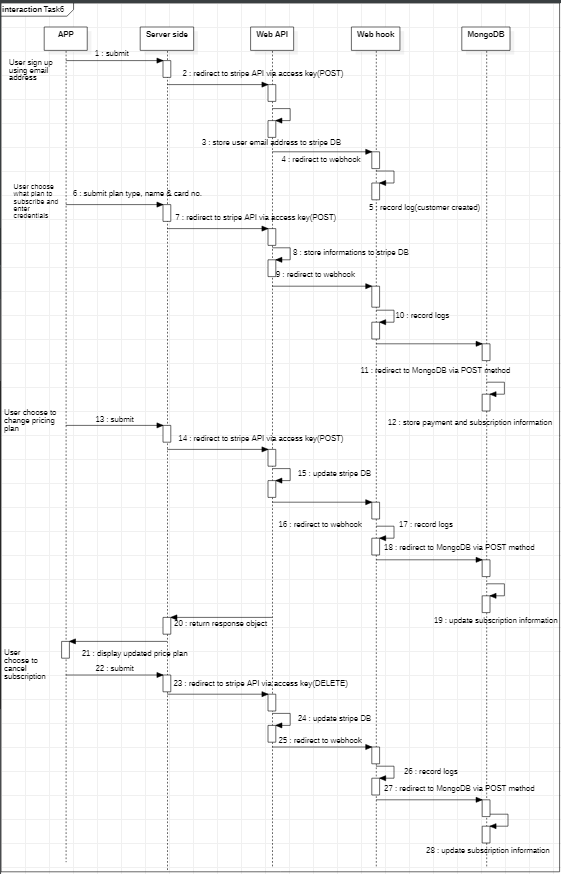 interaction Task6
APP
Server side
Web API
Web hook
MongoDB
User sign up
using email
address
1 : submit
2 : redirect to stripe API via access key(POST)
3 : store user email address to stripe DB
4 : redirect to webhook
5 : record log(customer created)
User choose
what plan to
subscribe and
enter
credentials
6 : submit plan type, name & card no.
7 : redirect to stripe API via access key(POST)
8 : store informations to stripe DB
9 : redirect to webhook
10 : record logs
11 : redirect to MongoDB via POST method
12 : store payment and subscription information
User choose to
change pricing
plan
13 : submit
14 : redirect to stripe API via access key(POST)
15 : update stripe DB
16 : redirect to webhook
17 : record logs
18 : redirect to MongoDB via POST method
19 : update subscription information
20 : return response object
21 : display updated price plan
User
choose to
cancel
subscription
22 : submit
23 : redirect to stripe API via access key(DELETE)
24 : update stripe DB
25 : redirect to webhook
26 : record logs
27 : redirect to MongoDB via POST method
28 : update subscription information